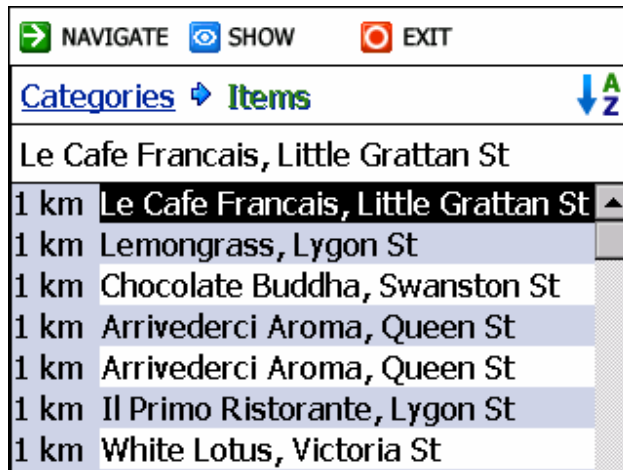 NAVIGATE SHOW EXIT
Categories Items AZ
Le Cafe Francais, Little Grattan St
1 km Le Cafe Francais, Little Grattan St
1 km Lemongrass, Lygon St
1 km Chocolate Buddha, Swanston St
1 km Arrivederci Aroma, Queen St
1 km Arrivederci Aroma, Queen St
1 km Il Primo Ristorante, Lygon St
1 km White Lotus, Victoria St